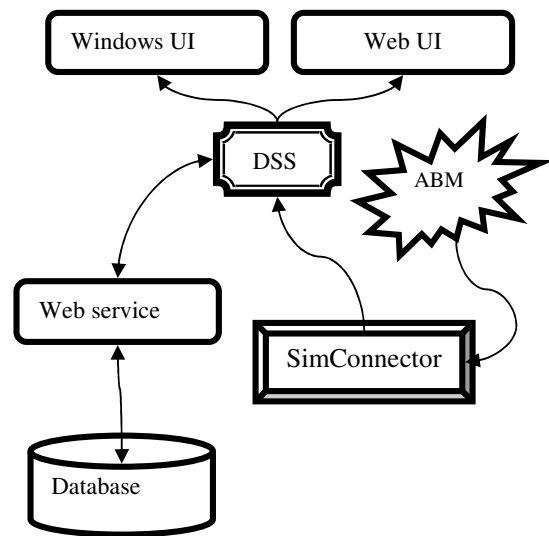 Windows UI
Web UI
DSS
ABM
Web service
SimConnector
Database